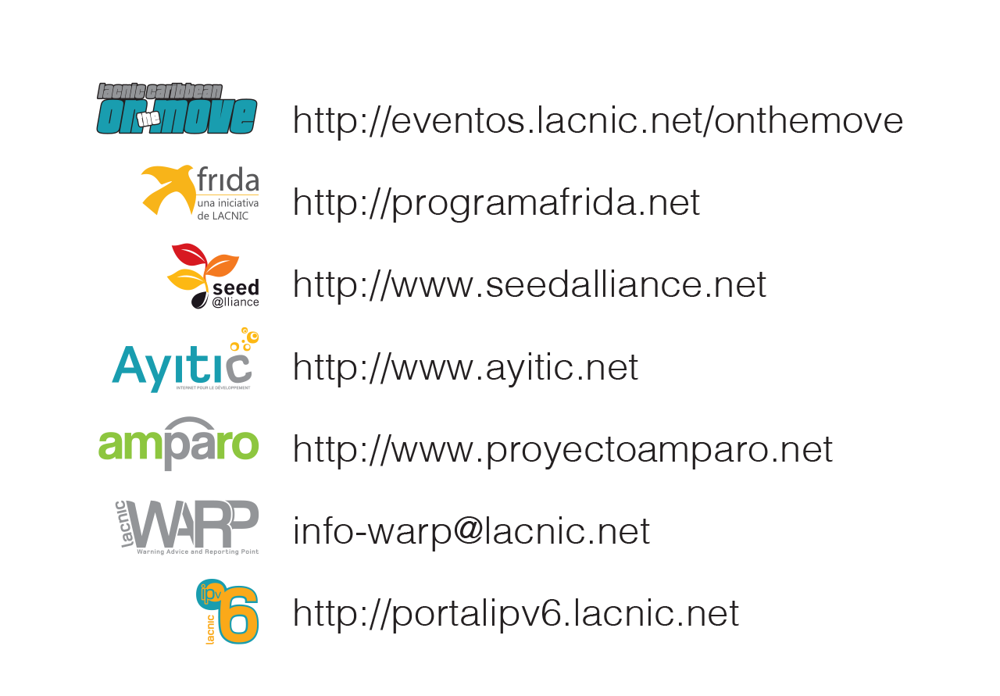 lacnic caribbean
on the move
http://eventos.lacnic.net/onthemove
frida
una iniciativa
de LACNIC
http://programafrida.net
seed
@lliance
http://www.seedalliance.net
Ayitic
INTERNET POUR LE DÉVELOPPEMENT
http://www.ayitic.net
amparo
http://www.proyectoamparo.net
lacnic WARP
Warning Advice and Reporting Point
info-warp@lacnic.net
ipv6
lacnic
http://portalipv6.lacnic.net